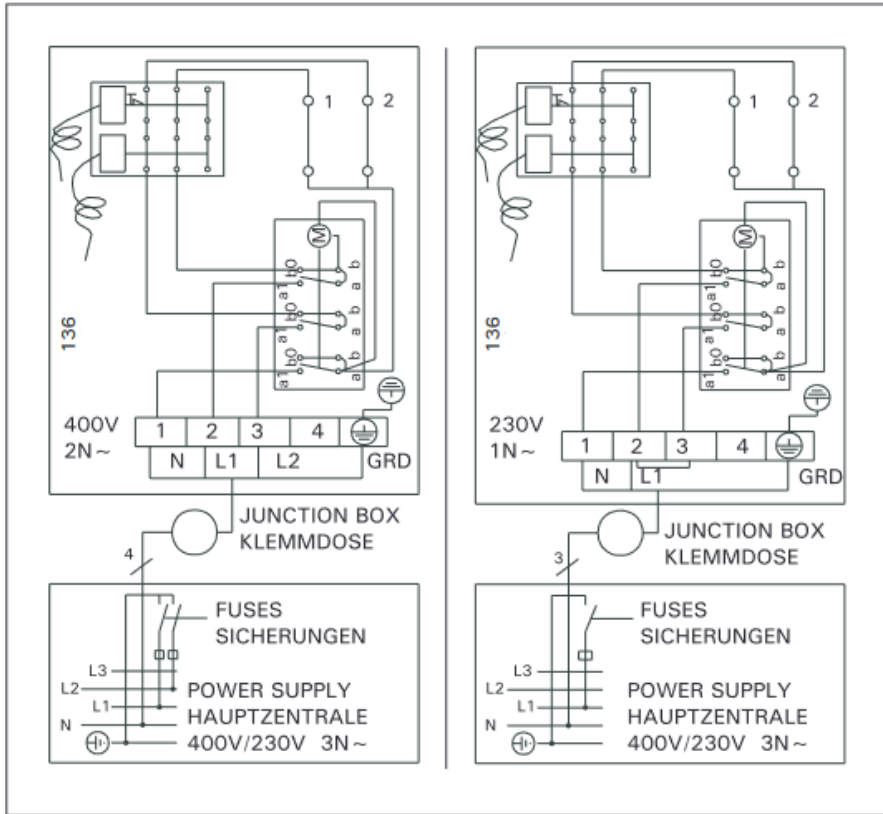 1
2
b0
b
a1
a
b0
b
a1
a
b0
b
a1
a
M
136
400V
2N~
1 2 3 4
N L1 L2 GRD
JUNCTION BOX
KLEMMDOSE
4
FUSES
SICHERUNGEN
L3
L2
L1
N
POWER SUPPLY
HAUPTZENTRALE
400V/230V 3N~
1
2
b0
b
a1
a
b0
b
a1
a
b0
b
a1
a
M
136
230V
1N~
1 2 3 4
N L1 GRD
JUNCTION BOX
KLEMMDOSE
3
FUSES
SICHERUNGEN
L3
L2
L1
N
POWER SUPPLY
HAUPTZENTRALE
400V/230V 3N~